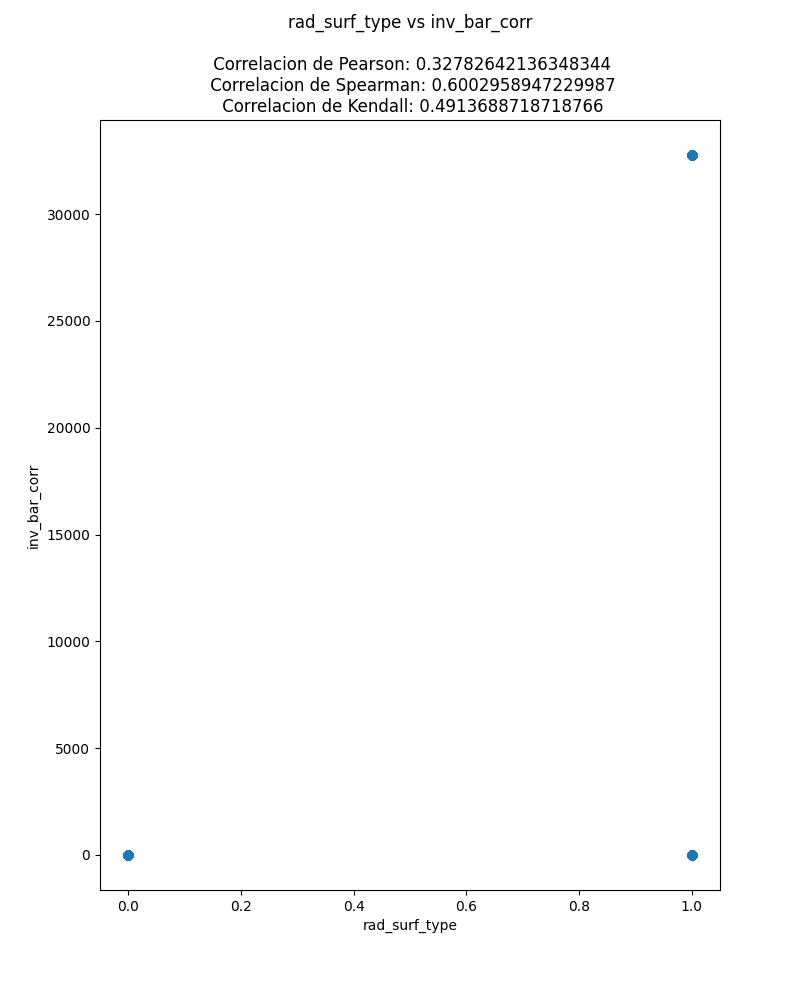 rad_surf_type vs inv_bar_corr
Correlacion de Pearson: 0.32782642136348344
Correlacion de Spearman: 0.6002958947229987
Correlacion de Kendall: 0.4913688718718766
30000
25000
20000
15000
10000
5000
0
inv_bar_corr
0.0 0.2 0.4 0.6 0.8 1.0
rad_surf_type